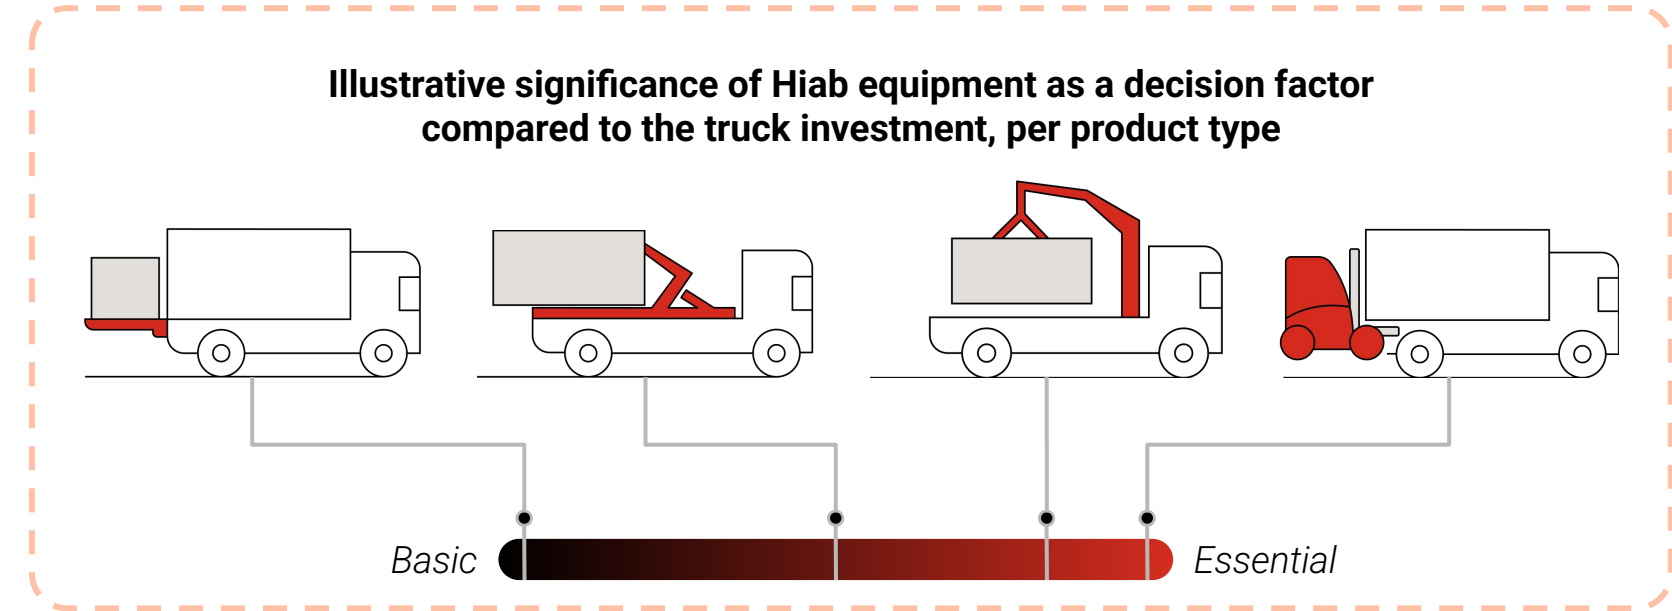 Illustrative significance of Hiab equipment as a decision factor
compared to the truck investment, per product type
Basic
Essential